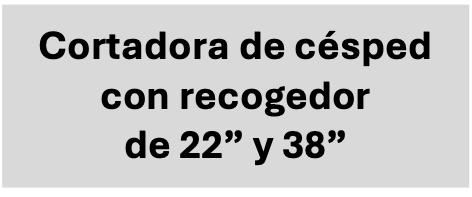 Cortadora de césped
con recogedor
de 22” y 38”